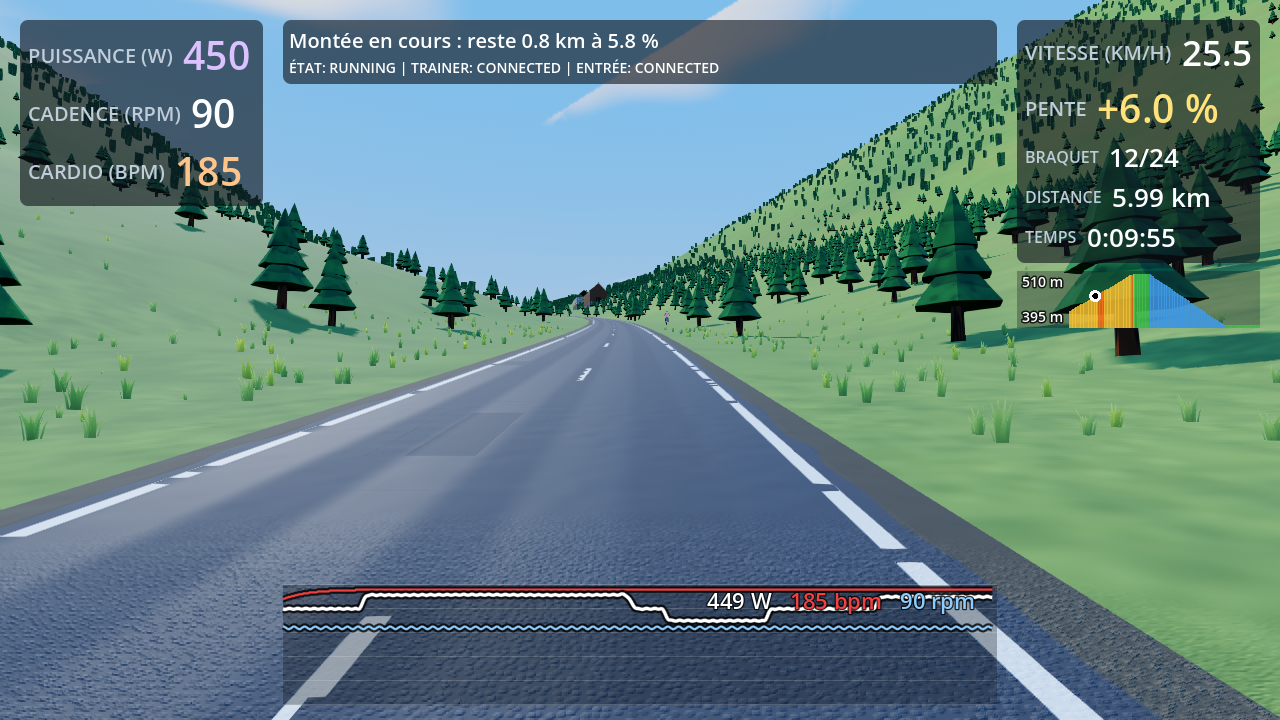 PUISSANCE (W) 450
CADENCE (RPM) 90
CARDIO (BPM) 185
Montée en cours : reste 0.8 km à 5.8 %
ÉTAT: RUNNING | TRAINER: CONNECTED | ENTRÉE: CONNECTED
VITESSE (KM/H) 25.5
PENTE +6.0 %
BRAQUET 12/24
DISTANCE 5.99 km
TEMPS 0:09:55
510 m
395 m
449 W 185 bpm 90 rpm